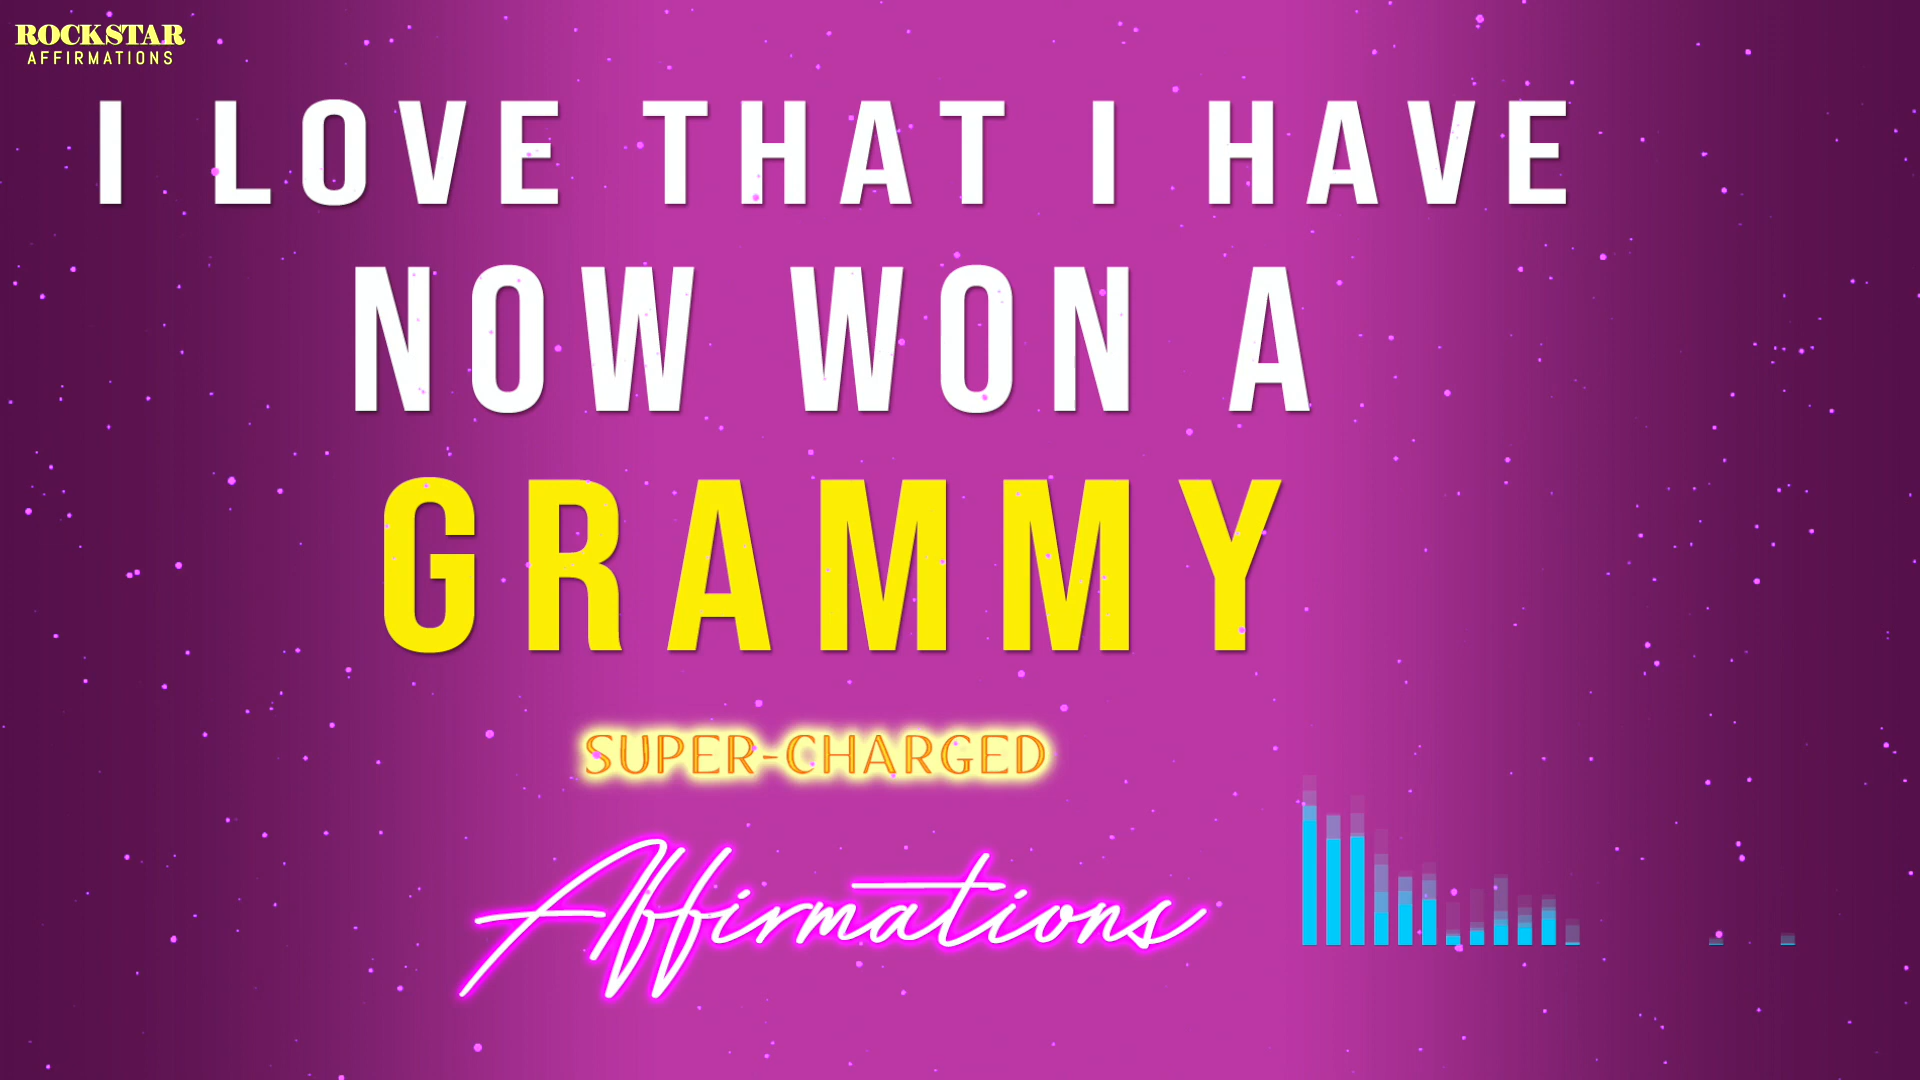 ROCKSTAR
AFFIRMATIONS
I LOVE THAT I HAVE
NOW WON A
GRAMMY
SUPER-CHARGED
Affirmations